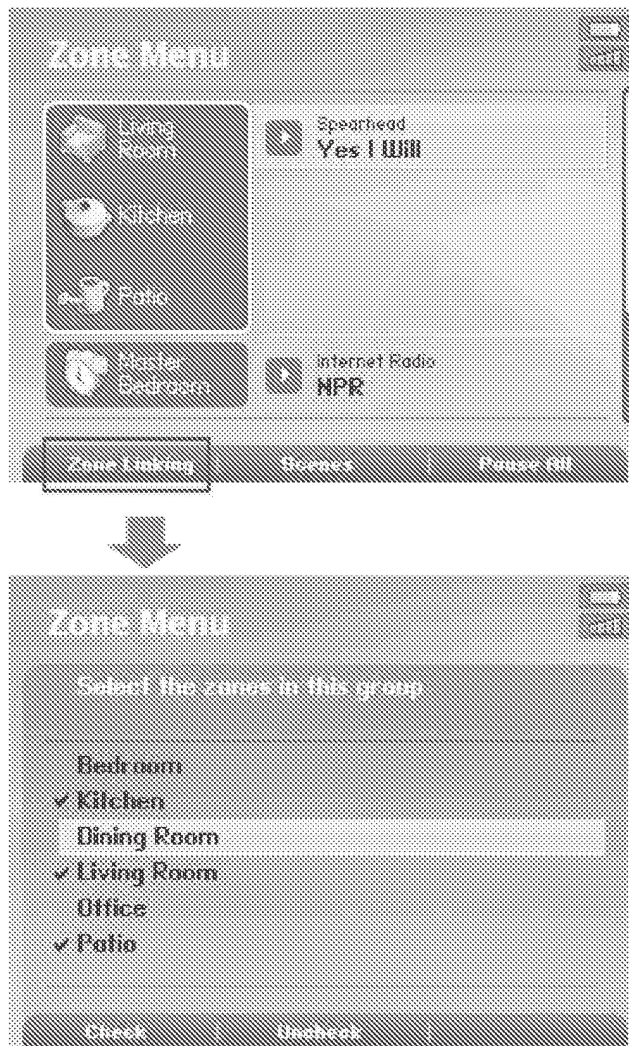 Zone Menu
Living
Room
Spearhead
Yes I Will
Kitchen
Patio
Master
Bedroom
Internet Radio
NPR
Zone Linking
Scenes
Pause All
Zone Menu
Select the zones in this group
Bedroom
Kitchen
Dining Room
Living Room
Office
Patio
Check
Uncheck